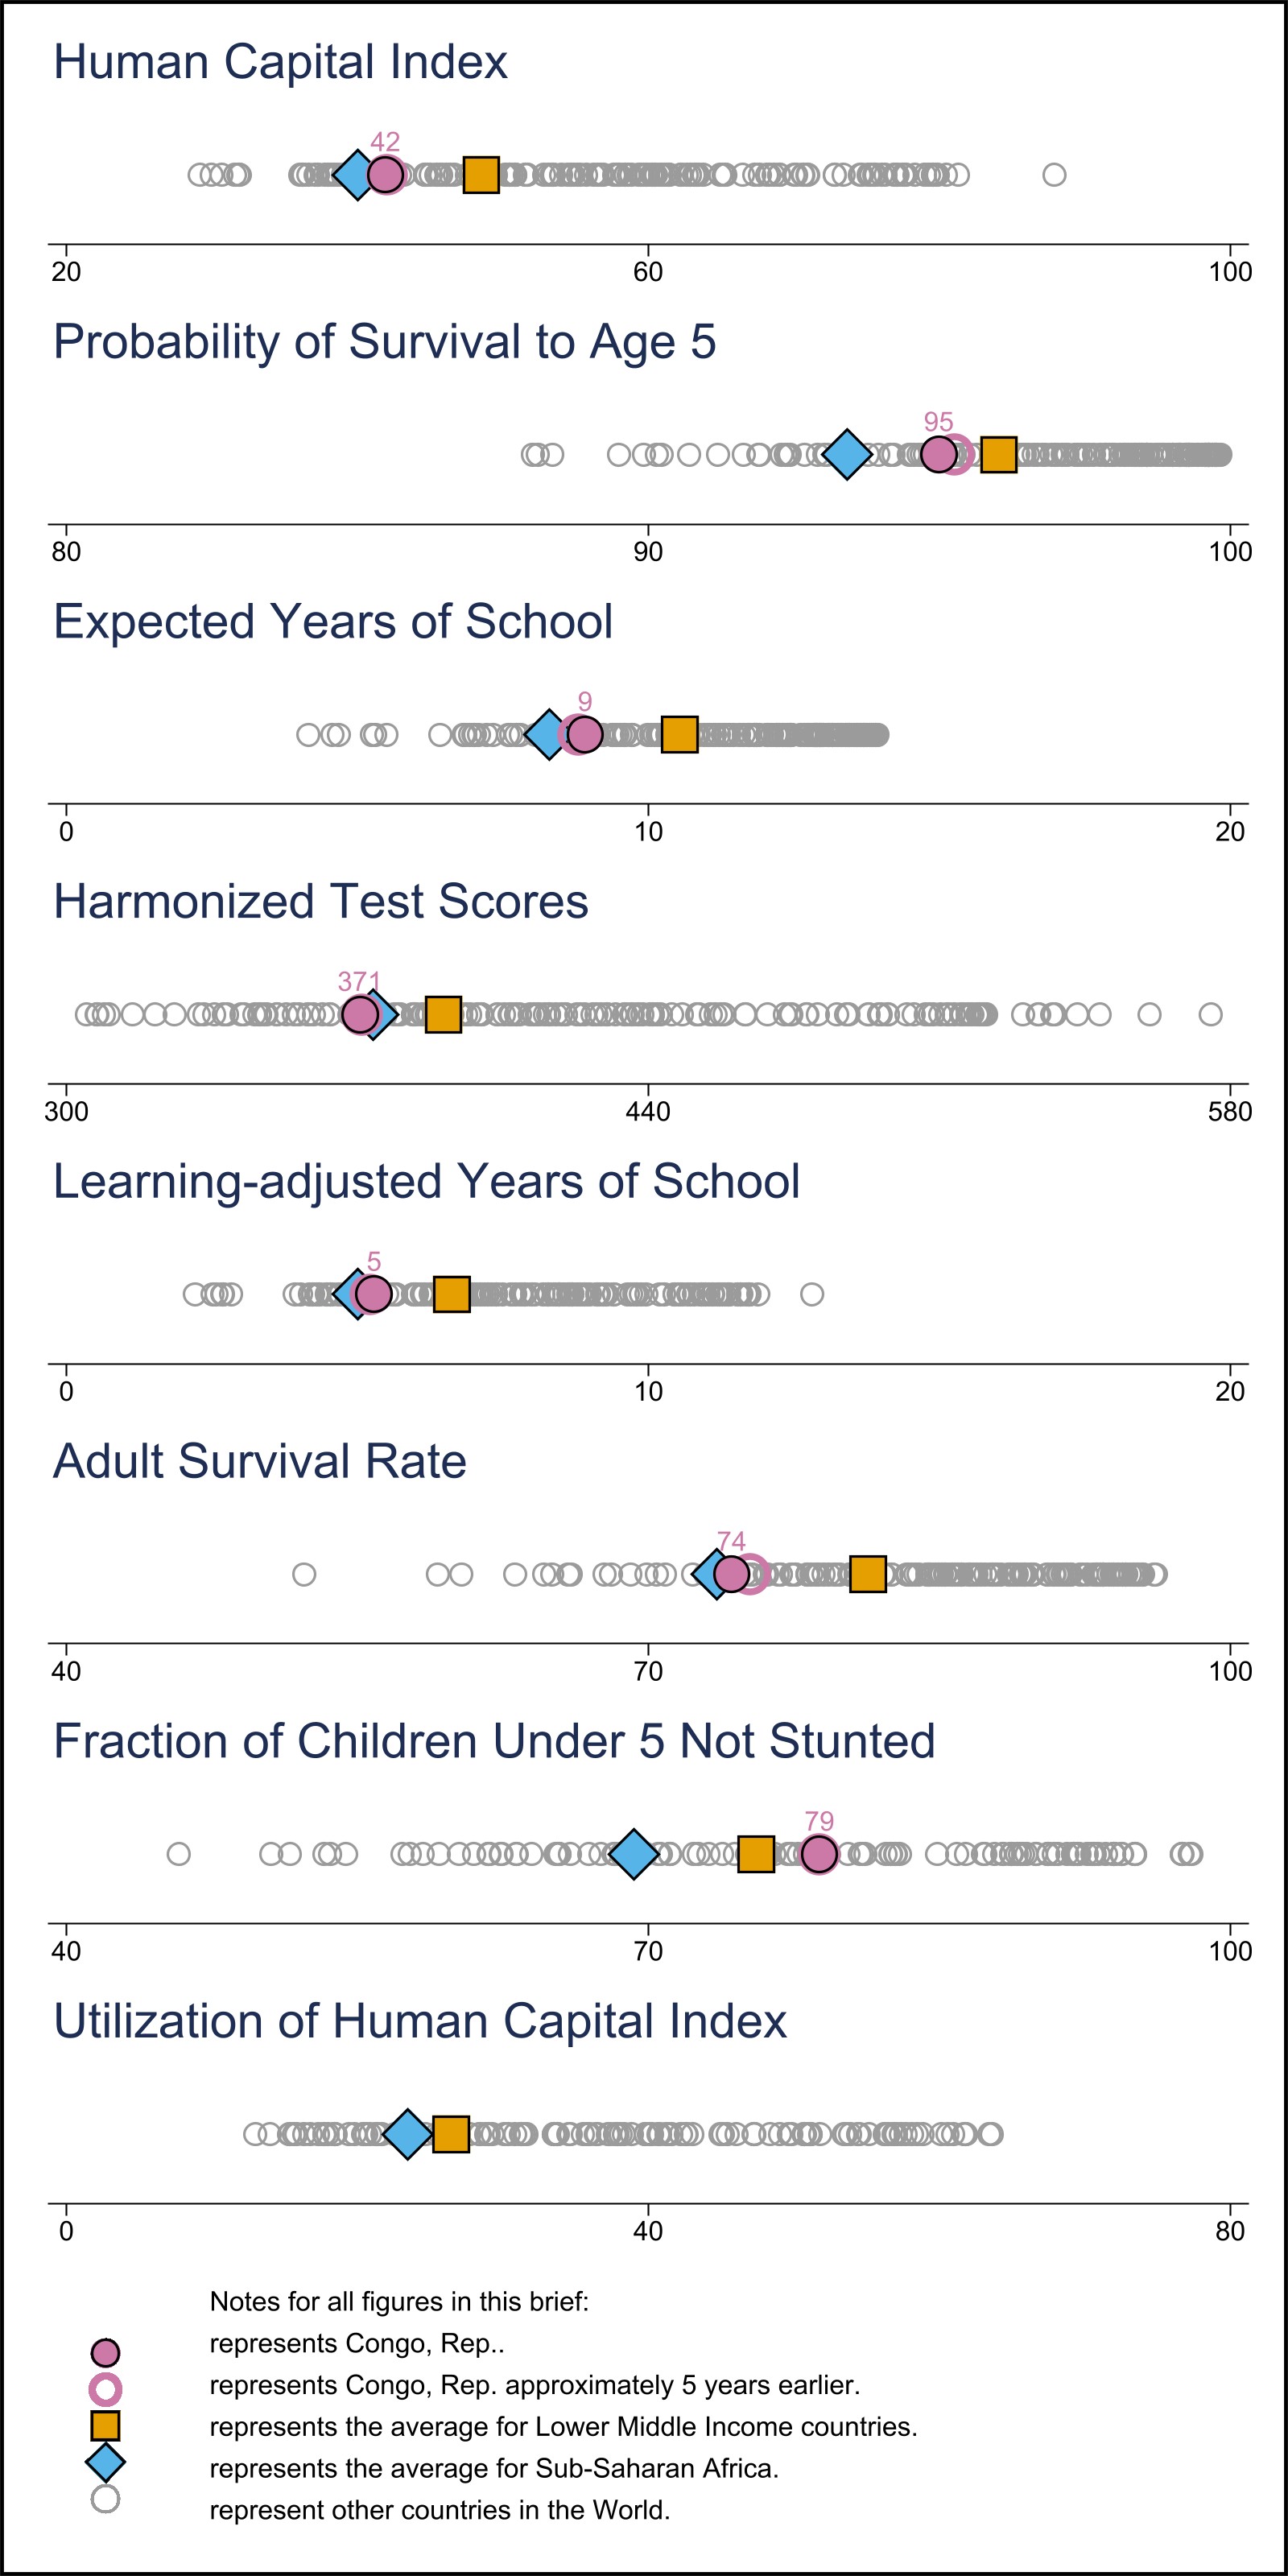 Human Capital Index
42
20 60 100
Probability of Survival to Age 5
95
80 90 100
Expected Years of School
9
0 10 20
Harmonized Test Scores
371
300 440 580
Learning-adjusted Years of School
5
0 10 20
Adult Survival Rate
74
40 70 100
Fraction of Children Under 5 Not Stunted
79
40 70 100
Utilization of Human Capital Index
0 40 80
Notes for all figures in this brief:
represents Congo, Rep..
represents Congo, Rep. approximately 5 years earlier.
represents the average for Lower Middle Income countries.
represents the average for Sub-Saharan Africa.
represent other countries in the World.